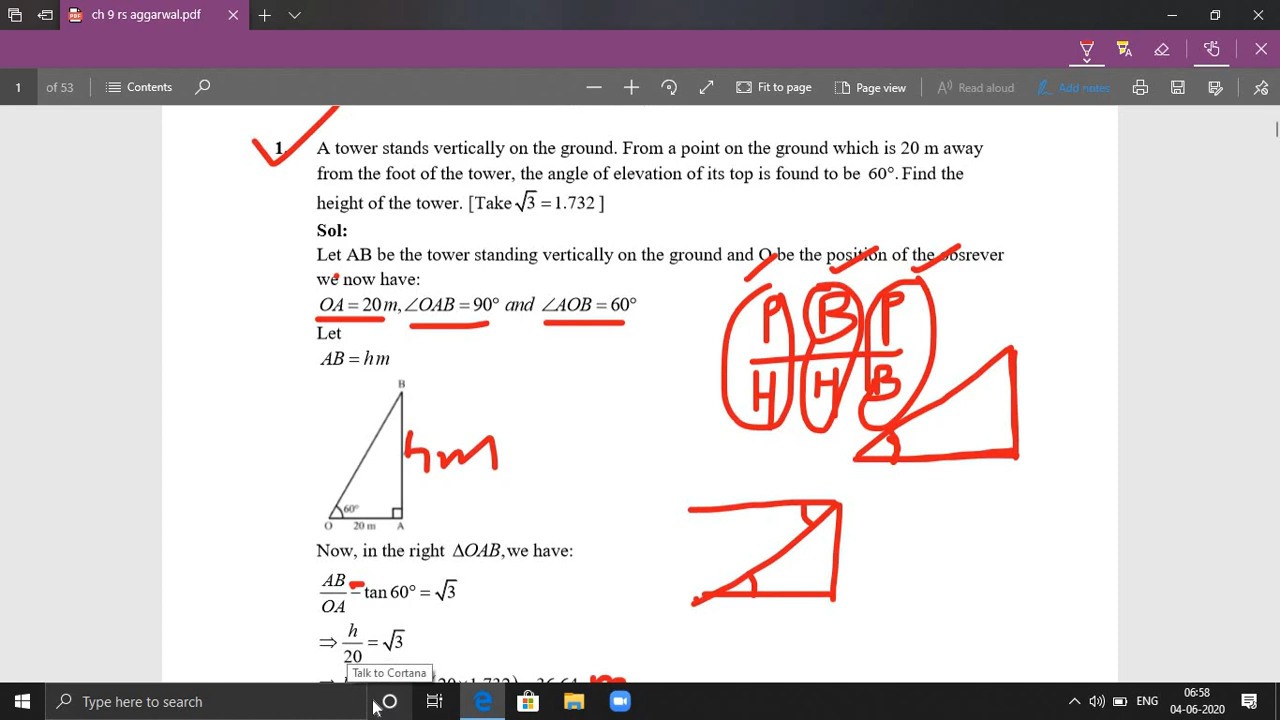 ch 9 rs aggarwal.pdf
1 of 53 Contents Fit to page Page view Read aloud Add notes
1. A tower stands vertically on the ground. From a point on the ground which is 20 m away
from the foot of the tower, the angle of elevation of its top is found to be 60°. Find the
height of the tower. [Take √3 = 1.732 ]
Sol:
Let AB be the tower standing vertically on the ground and O be the position of the obsrever
we now have:
OA = 20 m, ∠OAB = 90° and ∠AOB = 60°
Let
AB = h m
P B P
H H B
B
hm
60°
O 20 m A
Now, in the right ΔOAB, we have:
AB/OA = tan 60° = √3
⇒ h/20 = √3
Talk to Cortana
m
Type here to search
ENG
06:58
04-06-2020